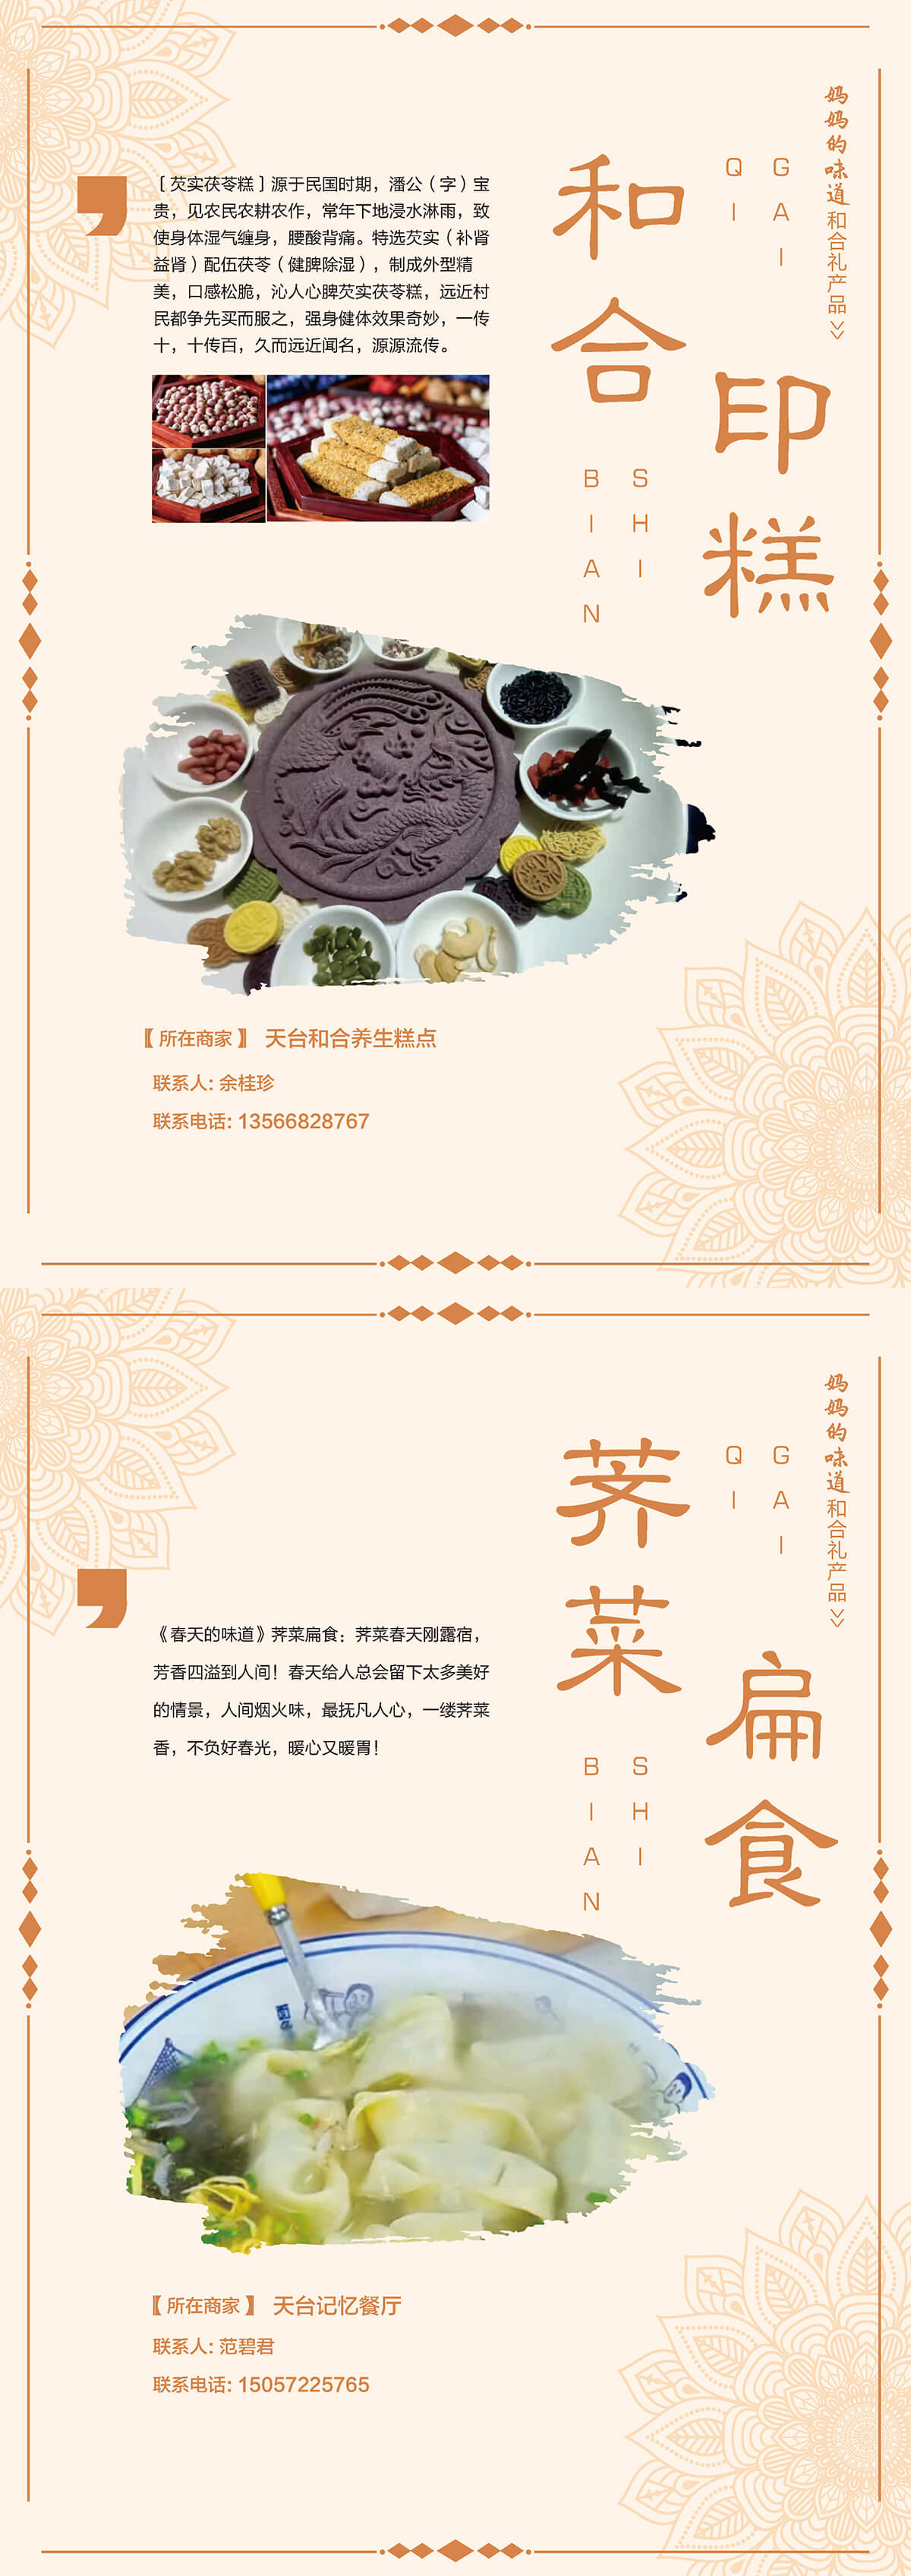 妈妈的味道和合礼产品
和合
印糕
QI
GAI
BIAN
SHI
［芡实茯苓糕］源于民国时期，潘公（字）宝
贵，见农民农耕农作，常年下地浸水淋雨，致
使身体湿气缠身，腰酸背痛。特选芡实（补肾
益肾）配伍茯苓（健脾除湿），制成外型精
美，口感松脆，沁人心脾芡实茯苓糕，远近村
民都争先买而服之，强身健体效果奇妙，一传
十，十传百，久而远近闻名，源源流传。
【所在商家】 天台和合养生糕点
联系人: 余桂珍
联系电话: 13566828767
妈妈的味道和合礼产品
荠菜
扁食
QI
GAI
BIAN
SHI
《春天的味道》荠菜扁食：荠菜春天刚露宿，
芳香四溢到人间！春天给人总会留下太多美好
的情景，人间烟火味，最抚凡人心，一缕荠菜
香，不负好春光，暖心又暖胃！
【所在商家】 天台记忆餐厅
联系人: 范碧君
联系电话: 15057225765